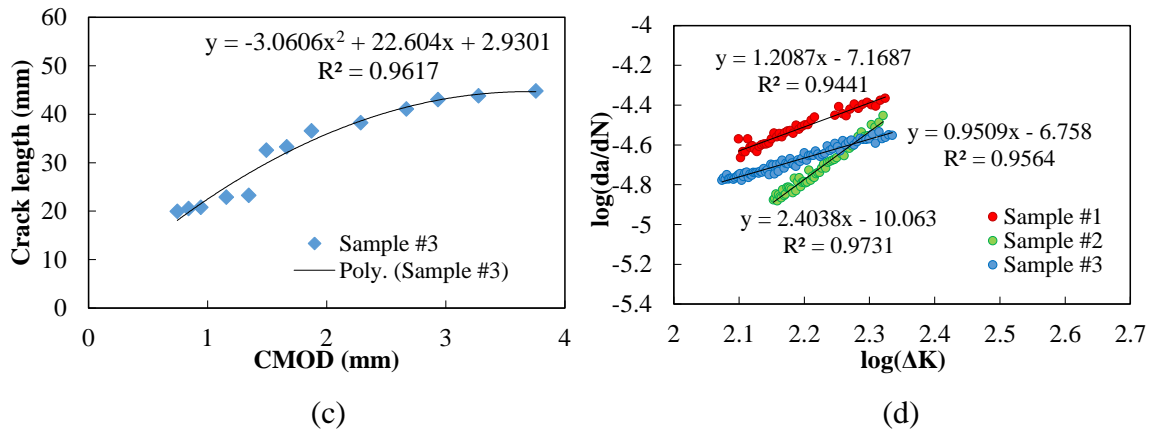 60
50
40
30
20
10
0
Crack length (mm)
y = -3.0606x² + 22.604x + 2.9301
R² = 0.9617
Sample #3
Poly. (Sample #3)
0 1 2 3 4
CMOD (mm)
(c)
-4
-4.2
-4.4
-4.6
-4.8
-5
-5.2
-5.4
log(da/dN)
y = 1.2087x - 7.1687
R² = 0.9441
y = 0.9509x - 6.758
R² = 0.9564
y = 2.4038x - 10.063
R² = 0.9731
Sample #1
Sample #2
Sample #3
2 2.1 2.2 2.3 2.4 2.5 2.6 2.7
log(ΔK)
(d)